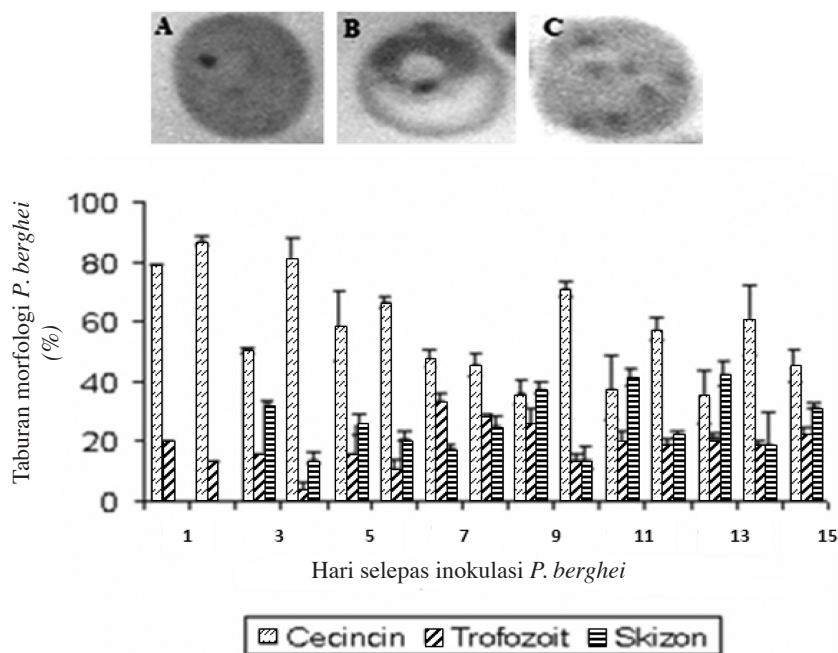 A B C
Taburan morfologi P. berghei
(%)
100
80
60
40
20
0
1 3 5 7 9 11 13 15
Hari selepas inokulasi P. berghei
Cecincin Trofozoit Skizon